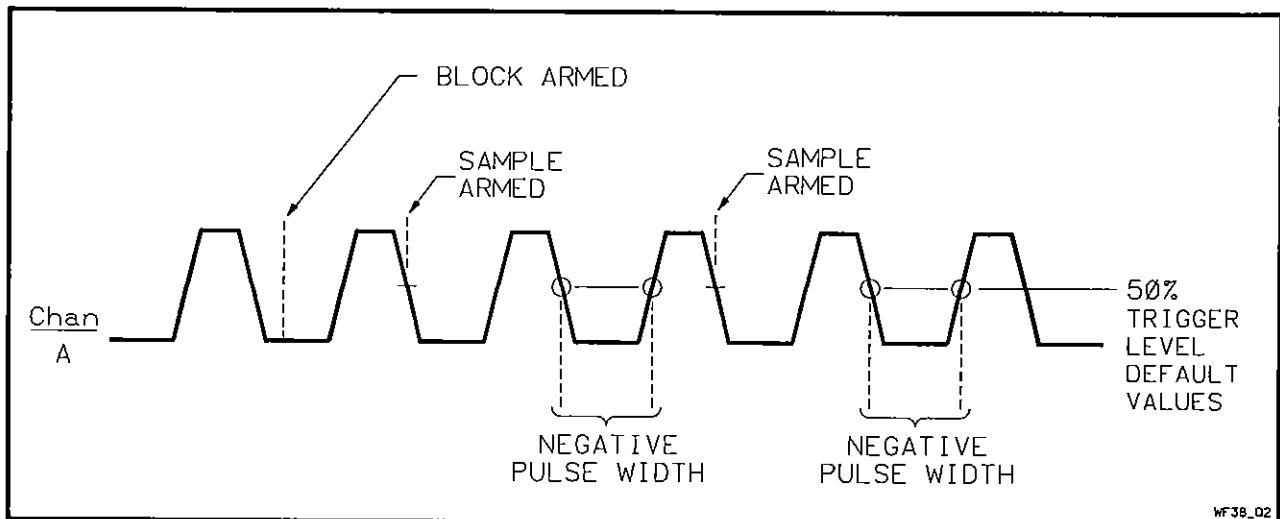 BLOCK ARMED
SAMPLE
ARMED
SAMPLE
ARMED
Chan
A
50%
TRIGGER
LEVEL
DEFAULT
VALUES
NEGATIVE
PULSE WIDTH
NEGATIVE
PULSE WIDTH
WF38_02